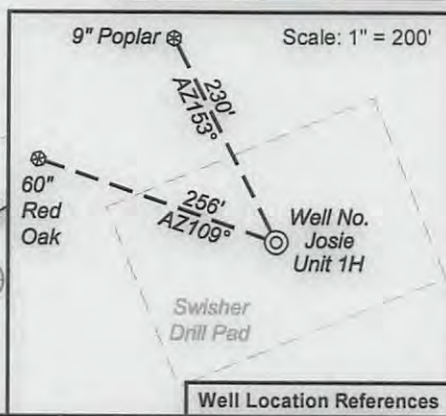 9" Poplar
Scale: 1" = 200'
230'
AZ153°
60"
Red
Oak
256'
AZ109°
Well No.
Josie
Unit 1H
Swisher
Drill Pad
Well Location References